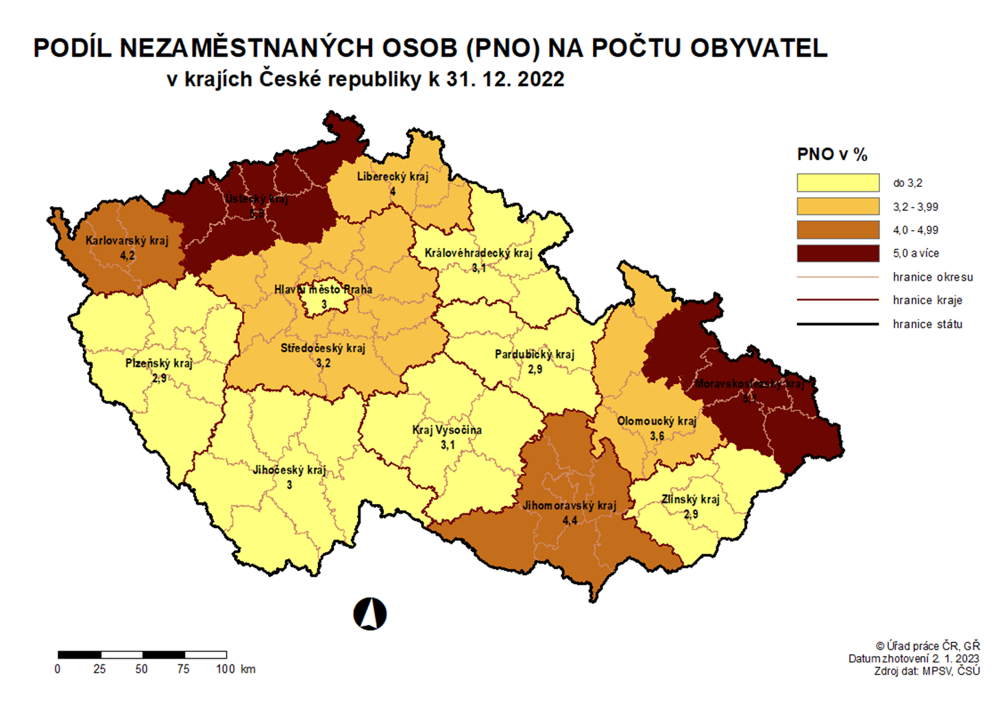 PODÍL NEZAMĚSTNANÝCH OSOB (PNO) NA POČTU OBYVATEL
v krajích České republiky k 31. 12. 2022
PNO v %
do 3,2
3,2 - 3,99
4,0 - 4,99
5,0 a více
hranice okresu
hranice kraje
hranice státu
Liberecký kraj
4
Ústecký kraj
Karlovarský kraj
4,2
Královéhradecký kraj
3,1
Hlavní město Praha
3
Středočeský kraj
3,2
Pardubický kraj
2,9
Plzeňský kraj
2,9
Moravskoslezský kraj
5,1
Olomoucký kraj
3,6
Kraj Vysočina
3,1
Jihočeský kraj
3
Zlínský kraj
2,9
Jihomoravský kraj
4,4
0 25 50 75 100 km
© Úřad práce ČR, GŘ
Datum zhotovení 2. 1. 2023
Zdroj dat: MPSV, ČSÚ